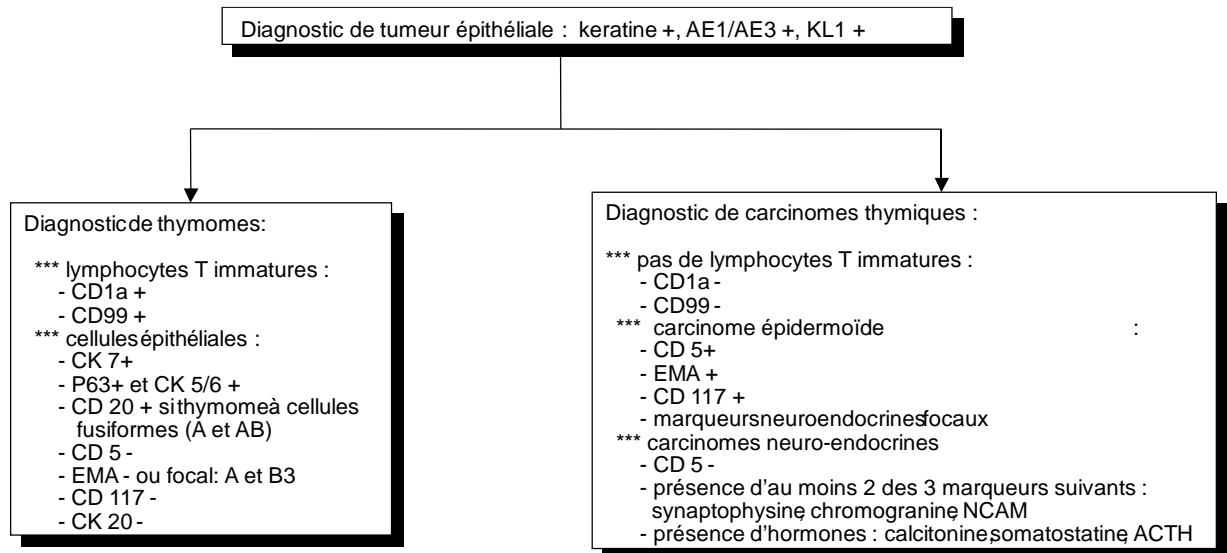 Diagnostic de tumeur épithéliale : keratine +, AE1/AE3 +, KL1 +
Diagnostic de thymomes:
*** lymphocytes T immatures :
- CD1a +
- CD99 +
*** cellules épithéliales :
- CK 7+
- P63+ et CK 5/6 +
- CD 20 + si thymome à cellules
fusiformes (A et AB)
- CD 5 -
- EMA - ou focal: A et B3
- CD 117 -
- CK 20 -
Diagnostic de carcinomes thymiques :
*** pas de lymphocytes T immatures :
- CD1a -
- CD99 -
*** carcinome épidermoïde :
- CD 5+
- EMA +
- CD 117 +
- marqueurs neuroendocrines focaux
*** carcinomes neuro-endocrines
- CD 5 -
- présence d'au moins 2 des 3 marqueurs suivants :
synaptophysine, chromogranine, NCAM
- présence d'hormones : calcitonine, somatostatine, ACTH